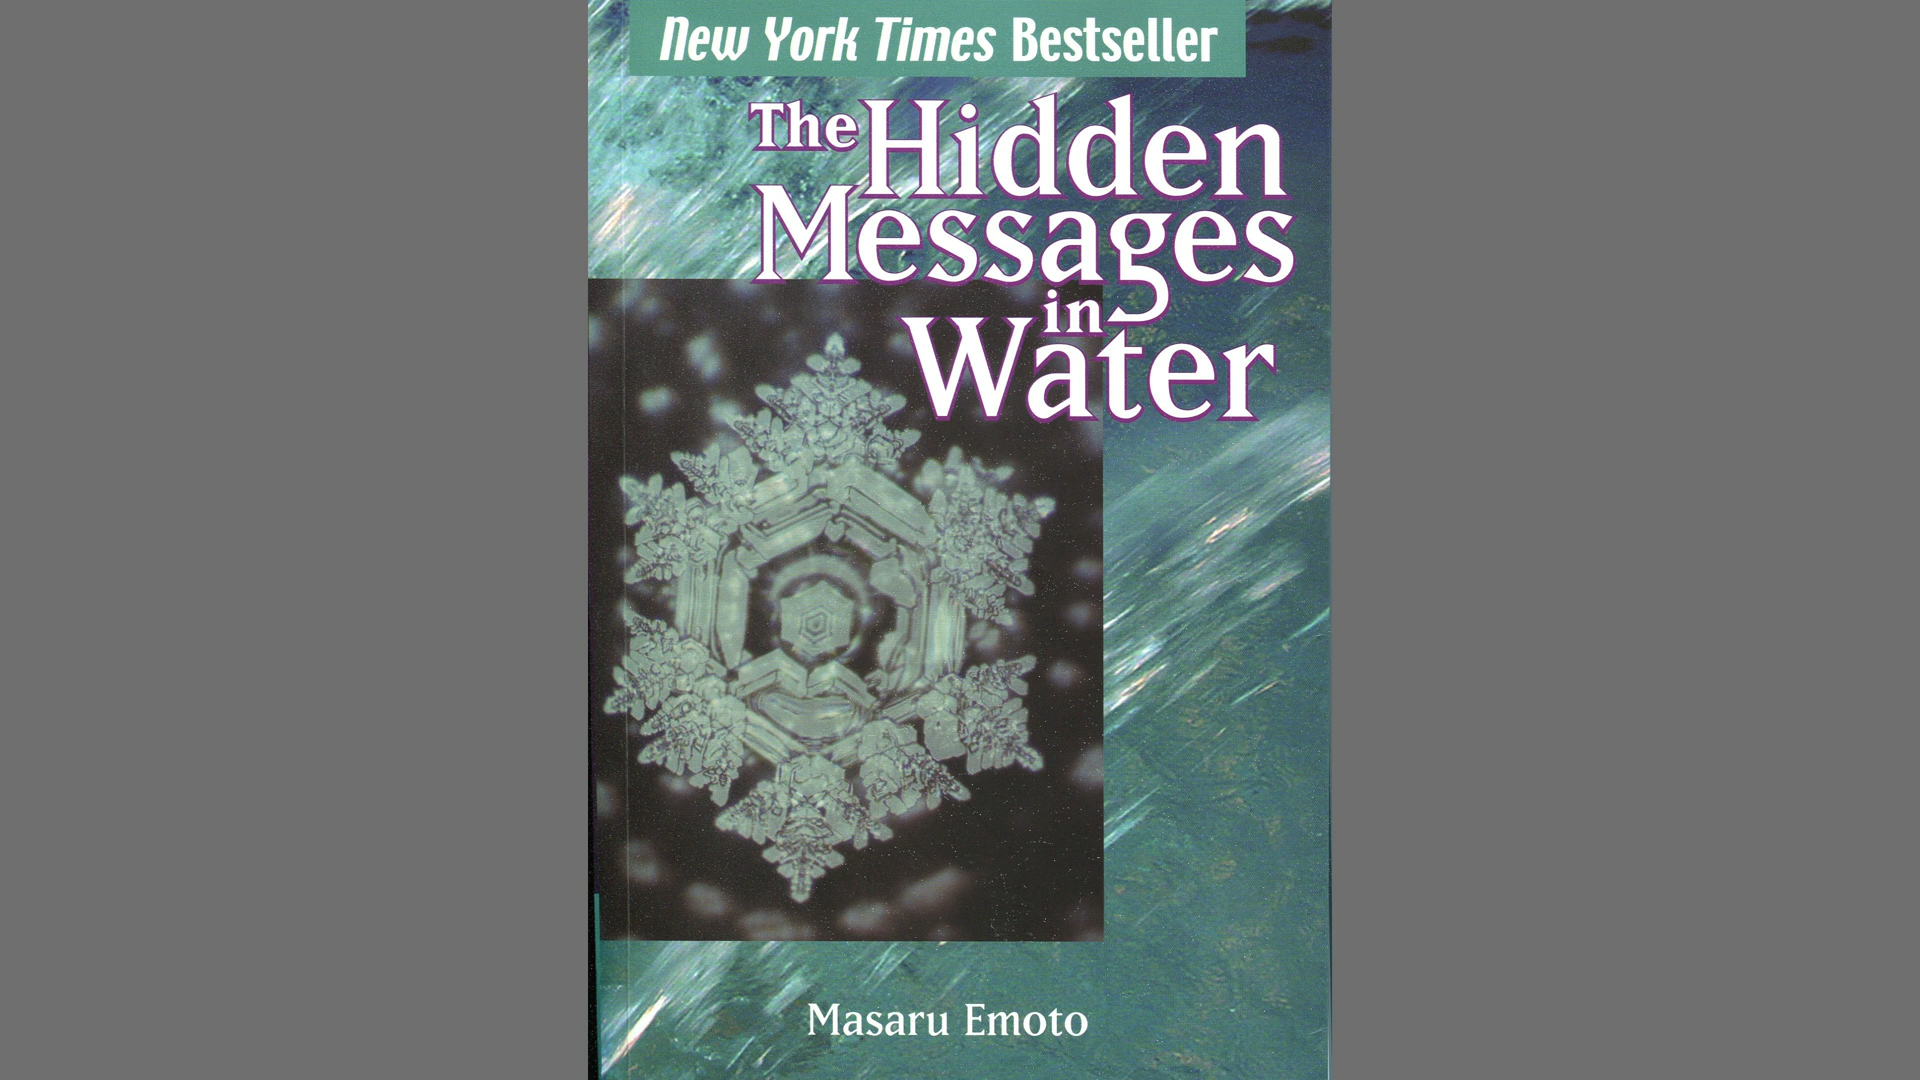 New York Times Bestseller
The Hidden
Messages
in
Water
Masaru Emoto